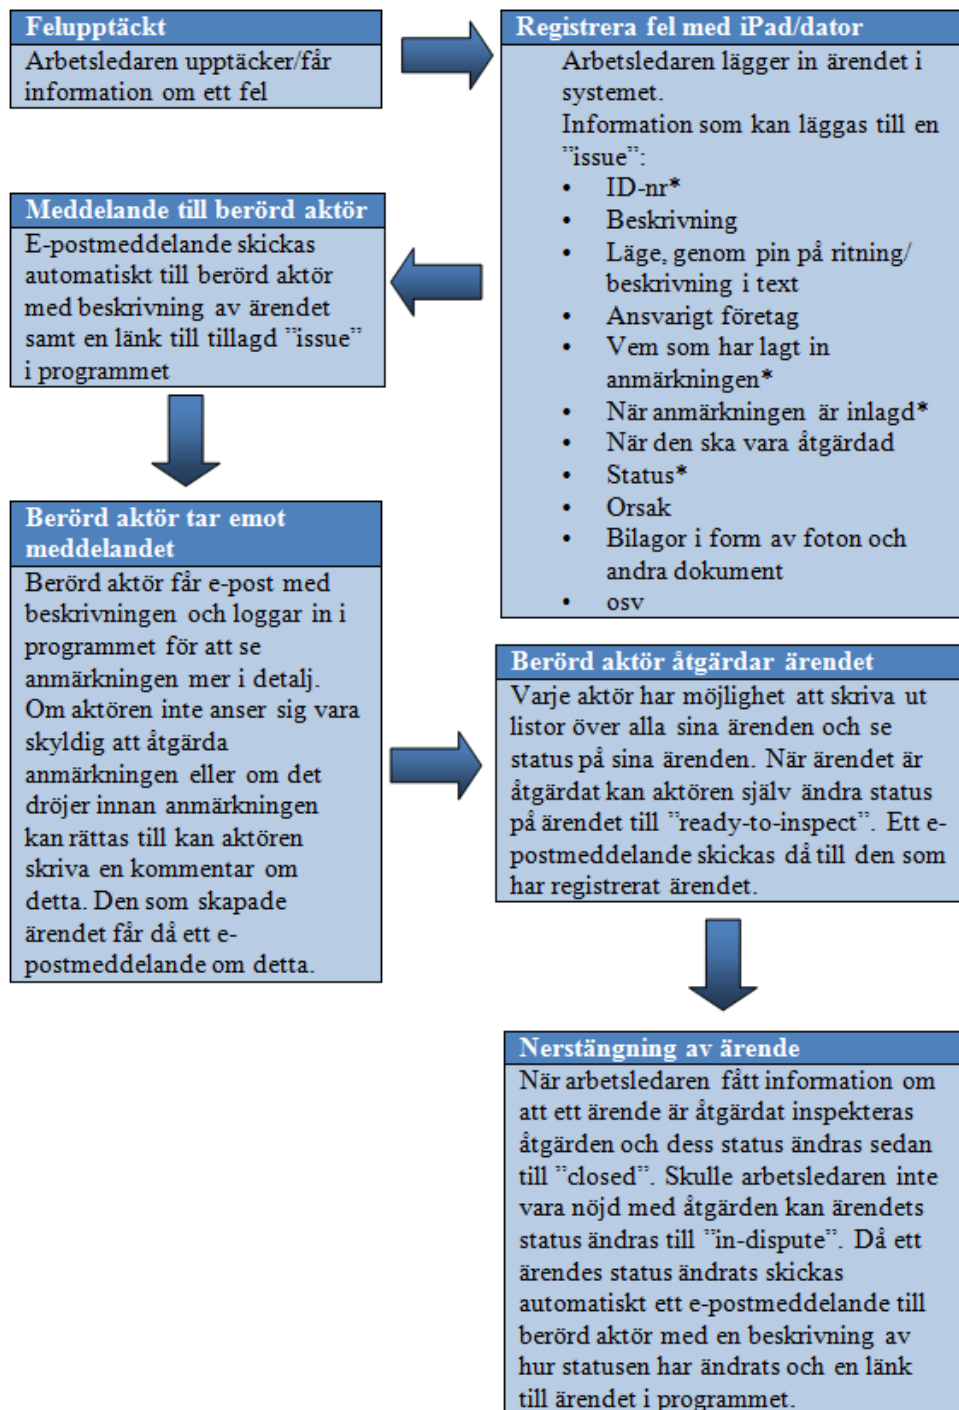 Felupptäckt
Arbetsledaren upptäcker/får
information om ett fel
Registrera fel med iPad/dator
Arbetsledaren lägger in ärendet i
systemet.
Information som kan läggas till en
”issue”:
• ID-nr*
• Beskrivning
• Läge, genom pin på ritning/
beskrivning i text
• Ansvarigt företag
• Vem som har lagt in
anmärkningen*
• När anmärkningen är inlagd*
• När den ska vara åtgärdad
• Status*
• Orsak
• Bilagor i form av foton och
andra dokument
• osv
Meddelande till berörd aktör
E-postmeddelande skickas
automatiskt till berörd aktör
med beskrivning av ärendet
samt en länk till tillagd ”issue”
i programmet
Berörd aktör tar emot
meddelandet
Berörd aktör får e-post med
beskrivningen och loggar in i
programmet för att se
anmärkningen mer i detalj.
Om aktören inte anser sig vara
skyldig att åtgärda
anmärkningen eller om det
dröjer innan anmärkningen
kan rättas till kan aktören
skriva en kommentar om
detta. Den som skapade
ärendet får då ett e-
postmeddelande om detta.
Berörd aktör åtgärdar ärendet
Varje aktör har möjlighet att skriva ut
listor över alla sina ärenden och se
status på sina ärenden. När ärendet är
åtgärdat kan aktören själv ändra status
på ärendet till ”ready-to-inspect”. Ett e-
postmeddelande skickas då till den som
har registrerat ärendet.
Nerstängning av ärende
När arbetsledaren fått information om
att ett ärende är åtgärdat inspekteras
åtgärden och dess status ändras sedan
till ”closed”. Skulle arbetsledaren inte
vara nöjd med åtgärden kan ärendets
status ändras till ”in-dispute”. Då ett
ärendes status ändrats skickas
automatiskt ett e-postmeddelande till
berörd aktör med en beskrivning av
hur statusen har ändrats och en länk
till ärendet i programmet.